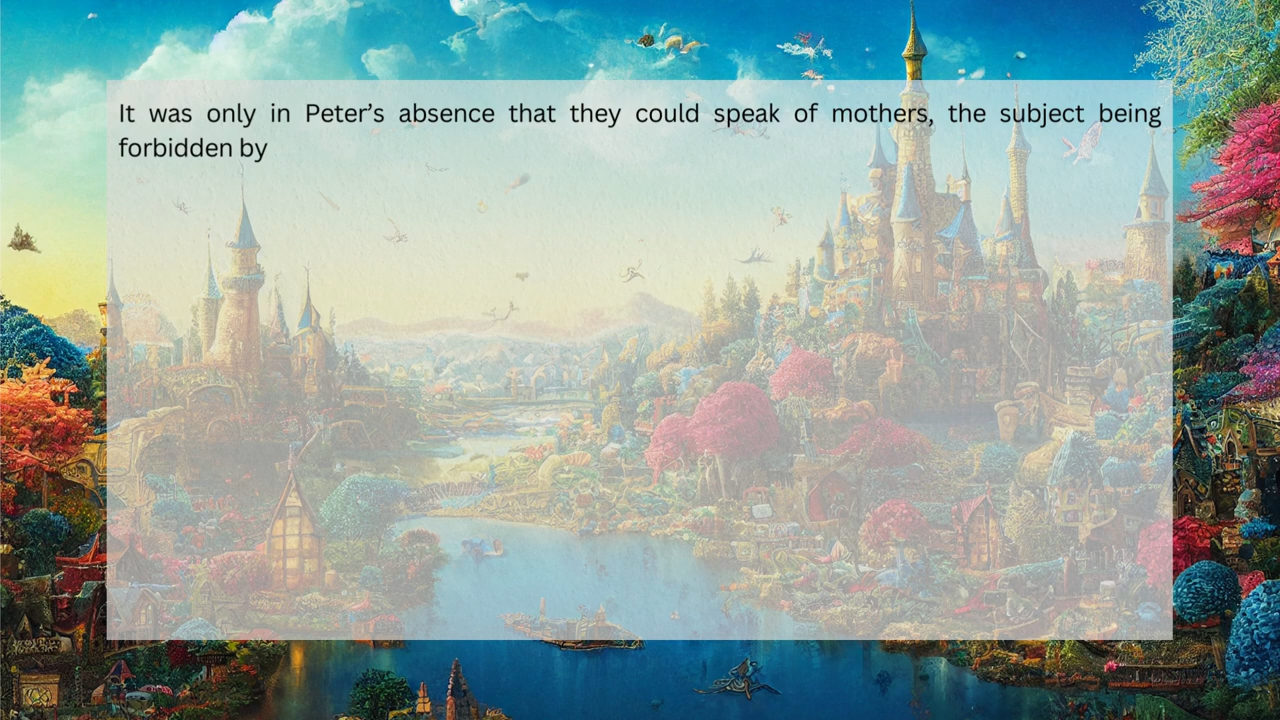 It was only in Peter’s absence that they could speak of mothers, the subject being
forbidden by